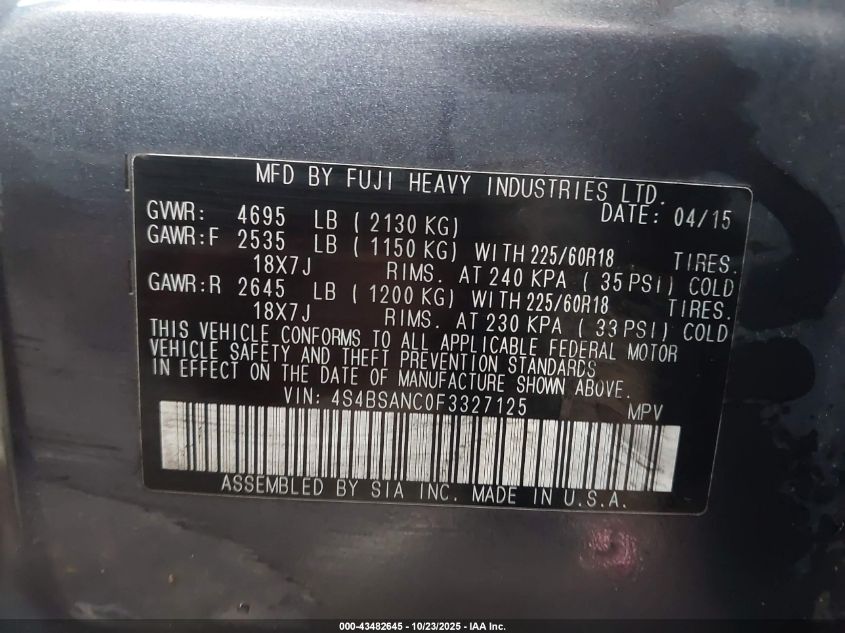 MFD BY FUJI HEAVY INDUSTRIES LTD.
GVWR: 4695 LB ( 2130 KG) DATE: 04/15
GAWR:F 2535 LB ( 1150 KG) WITH 225/60R18 TIRES.
18X7J RIMS. AT 240 KPA ( 35 PSI) COLD
GAWR:R 2645 LB ( 1200 KG) WITH 225/60R18 TIRES.
18X7J RIMS. AT 230 KPA ( 33 PSI) COLD
THIS VEHICLE CONFORMS TO ALL APPLICABLE FEDERAL MOTOR
VEHICLE SAFETY AND THEFT PREVENTION STANDARDS
IN EFFECT ON THE DATE OF MANUFACTURE SHOWN ABOVE.
VIN: 4S4BSANC0F3327125 MPV
ASSEMBLED BY SIA INC. MADE IN U.S.A.
000-43482645 - 10/23/2025 - IAA Inc.